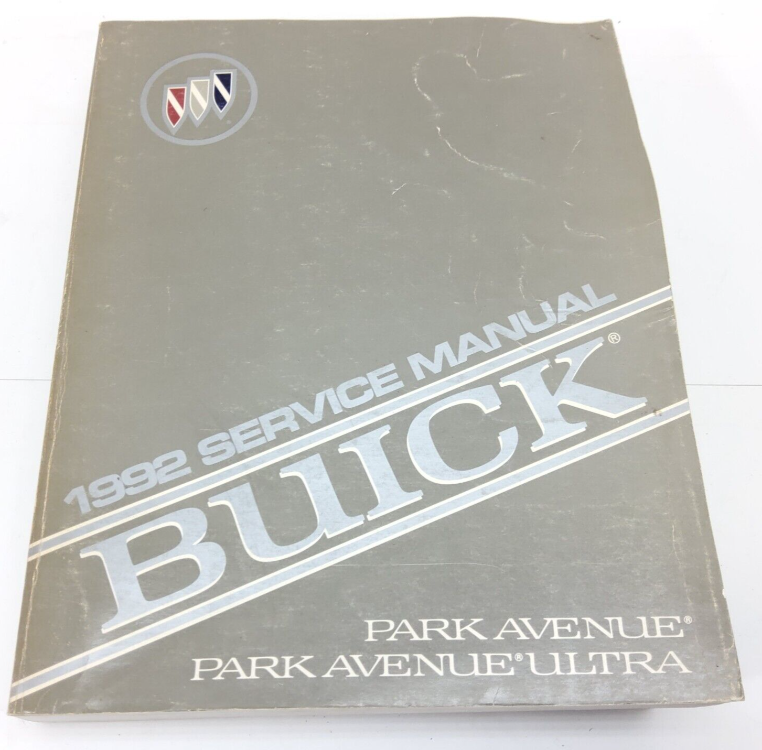 1992 SERVICE MANUAL
BUICK®
PARK AVENUE®
PARK AVENUE® ULTRA